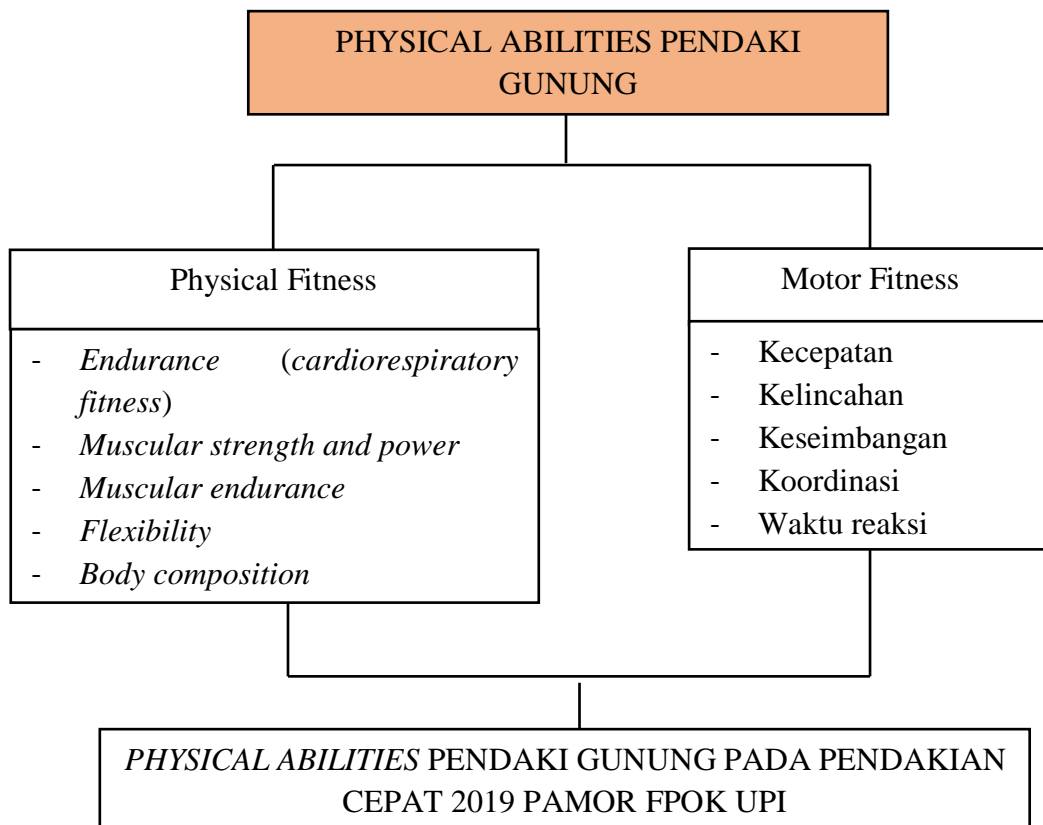 PHYSICAL ABILITIES PENDAKI
GUNUNG
Physical Fitness
- Endurance (cardiorespiratory
fitness)
- Muscular strength and power
- Muscular endurance
- Flexibility
- Body composition
Motor Fitness
- Kecepatan
- Kelincahan
- Keseimbangan
- Koordinasi
- Waktu reaksi
PHYSICAL ABILITIES PENDAKI GUNUNG PADA PENDAKIAN
CEPAT 2019 PAMOR FPOK UPI